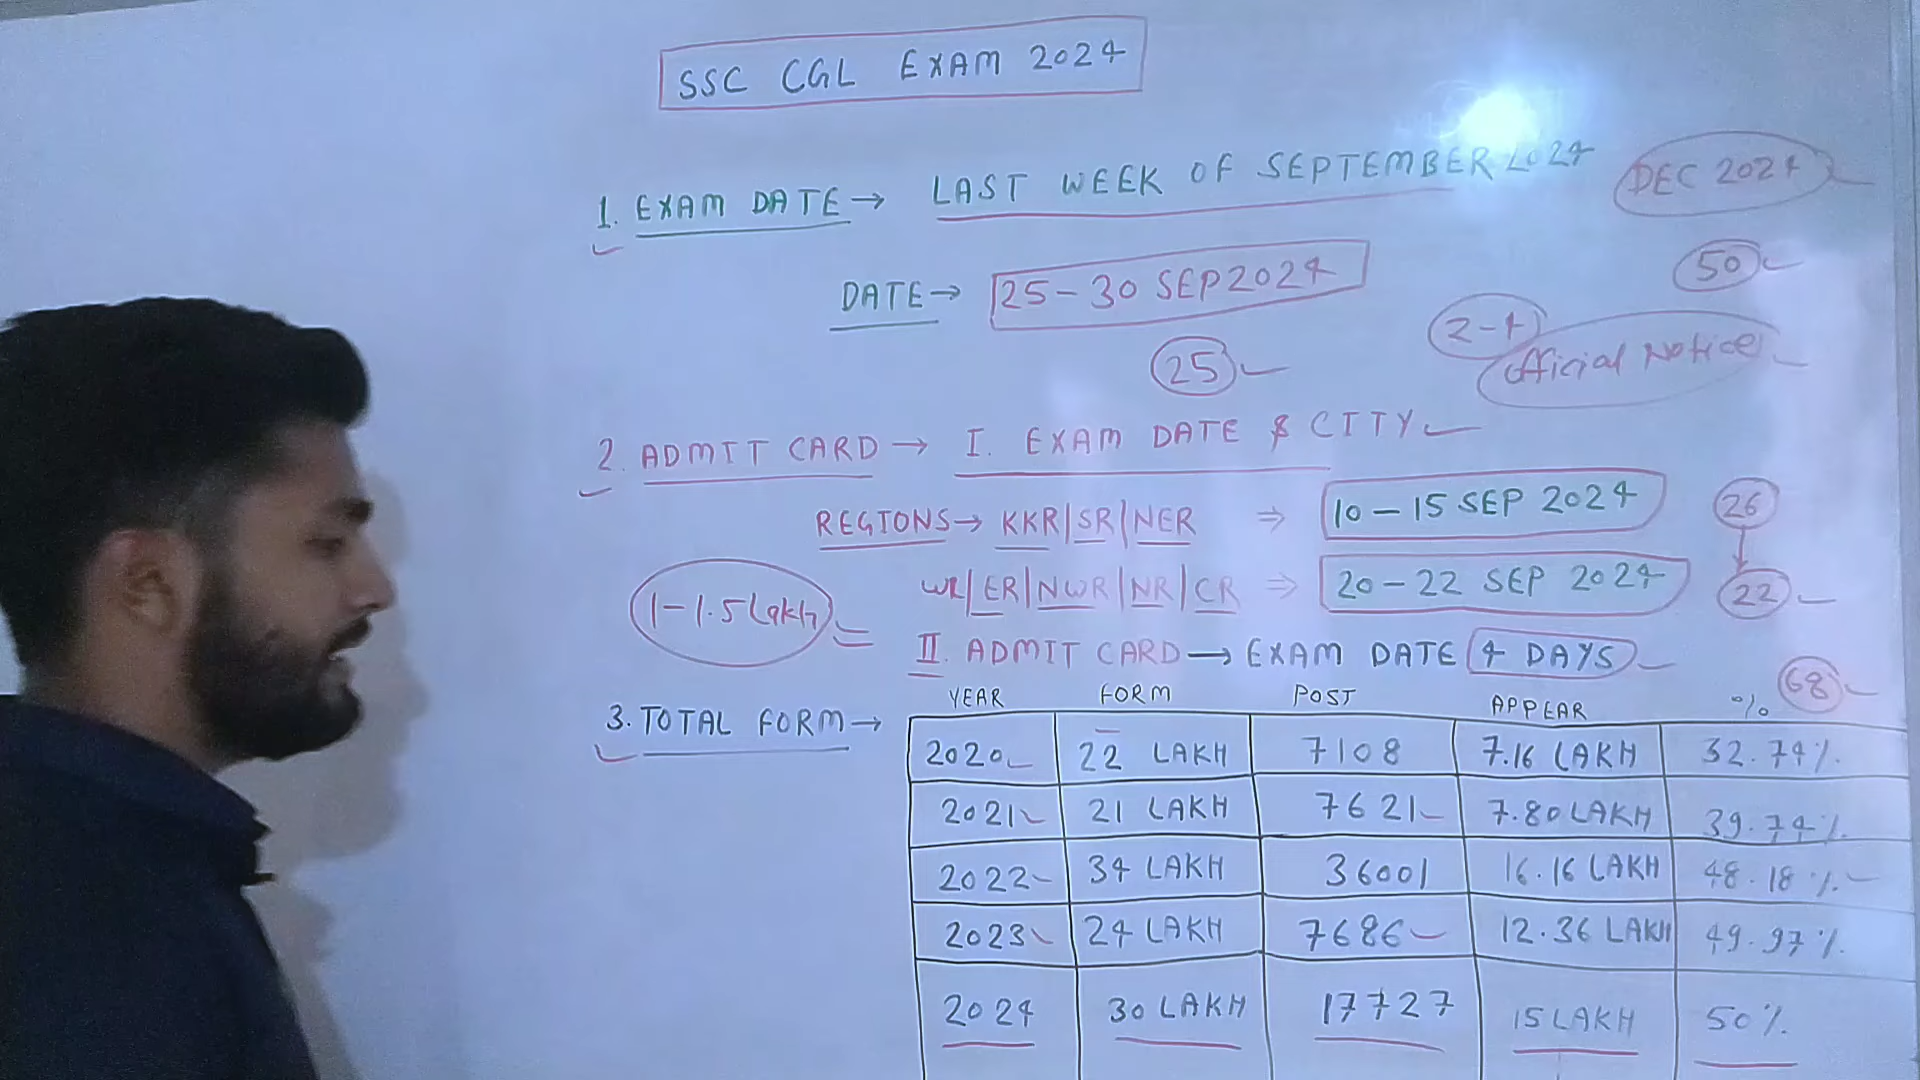 SSC CGL EXAM 2024
1. EXAM DATE → LAST WEEK OF SEPTEMBER 2024 DEC 2024
50
DATE → 25-30 SEP 2024
2-4
Official Notice
25
2. ADMIT CARD → I. EXAM DATE & CITY
REGIONS → KKR|SR|NER ⇒ 10-15 SEP 2024 26
WR|ER|NWR|NR|CR ⇒ 20-22 SEP 2024 22
1-1.5 Lakh
II. ADMIT CARD → EXAM DATE 4 DAYS
68
3. TOTAL FORM →
YEAR FORM POST APPEAR %
2020 22 LAKH 7108 7.16 LAKH 32.74%
2021 21 LAKH 7621 7.80 LAKH 39.74%
2022 34 LAKH 36001 16.16 LAKH 48.18%
2023 24 LAKH 7686 12.36 LAKH 49.97%
2024 30 LAKH 17727 15 LAKH 50%